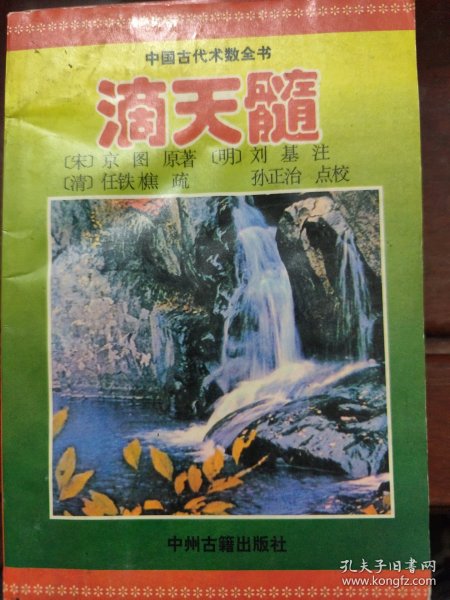 中国古代术数全书
滴天髓
〔宋〕京图 原著 〔明〕刘基 注
〔清〕任铁樵 疏 孙正治 点校
中州古籍出版社
孔夫子旧书网
www.kongfz.com